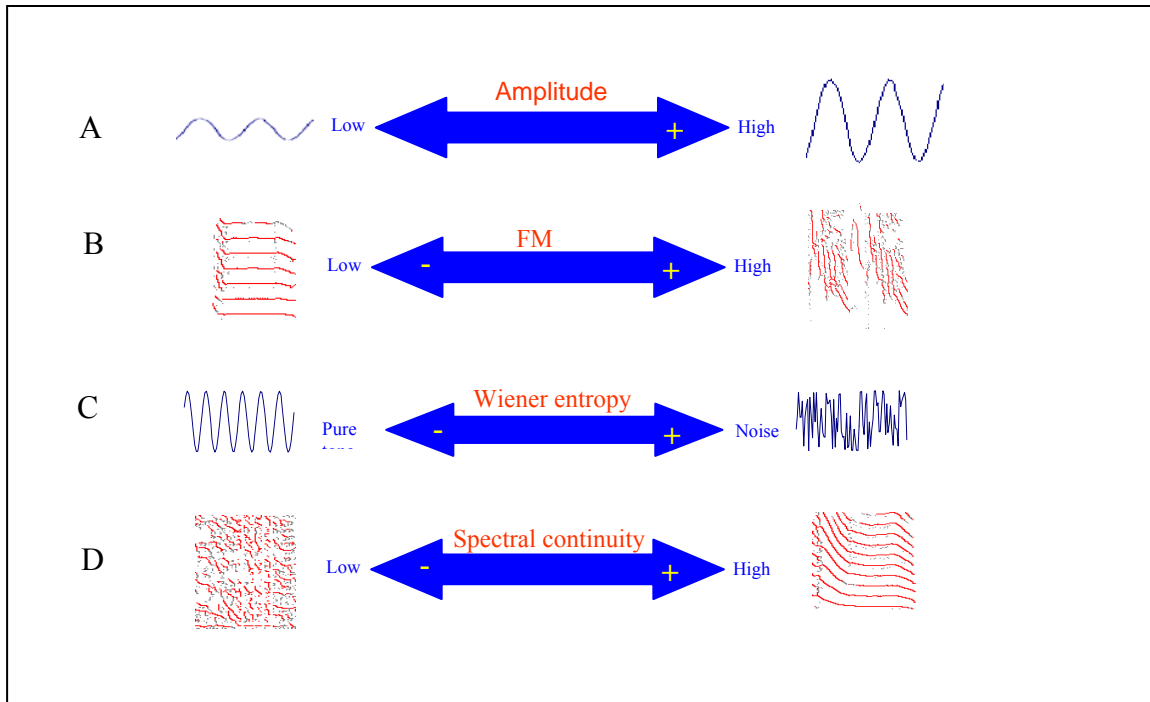 Amplitude
A Low + High
FM
B Low - + High
Wiener entropy
C Pure - + Noise
Spectral continuity
D Low - + High